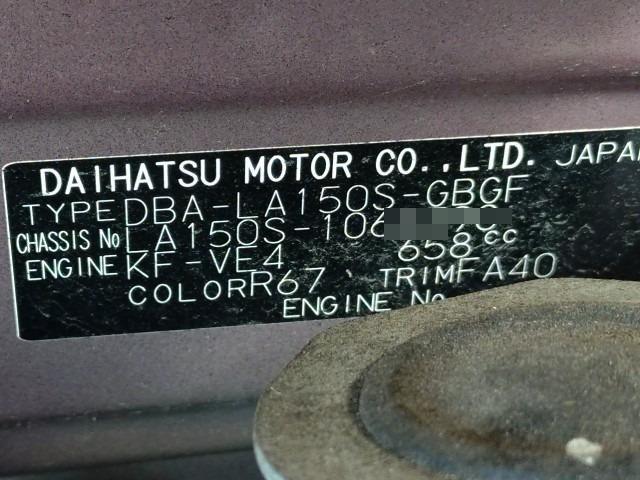 DAIHATSU MOTOR CO.,LTD. JAPAN
TYPE DBA-LA150S-GBGF
CHASSIS No LA150S-106
ENGINE KF-VE4 658cc
COLOR R67 TRIM FA40
ENGINE No